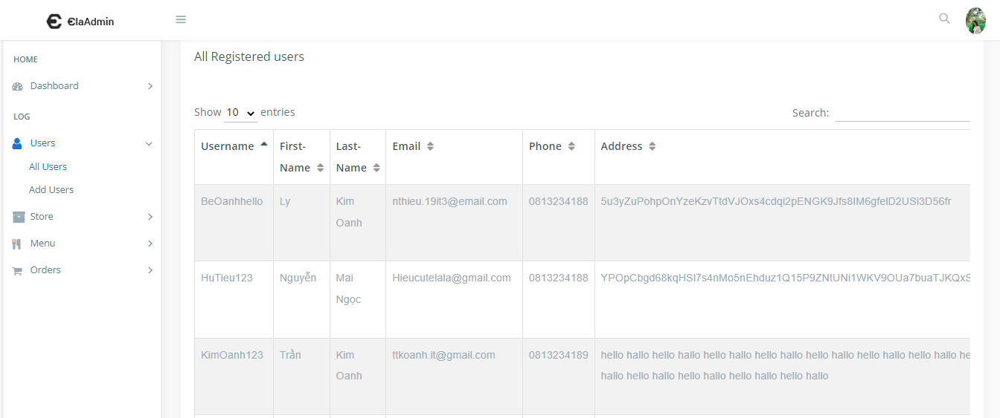 ElaAdmin
HOME
Dashboard
LOG
Users
All Users
Add Users
Store
Menu
Orders
All Registered users
Show 10 entries
Search:
Username First-Name Last-Name Email Phone Address
BeOanhhello Ly Kim Oanh nthieu.19it3@email.com 0813234188 5u3yZuPohpOnYzeKzvTtdVJOxs4cdqi2pENGK9Jfs8IM6gfelD2USi3D56fr
HuTieu123 Nguyễn Mai Ngọc Hieucutelala@gmail.com 0813234188 YPOpCbgd68kqHSl7s4nMo5nEhduz1Q15P9ZNtUNi1WKV9OUa7buaTJKQxS
KimOanh123 Trần Kim Oanh ttkoanh.it@gmail.com 0813234189 hello hallo hello hallo hello hallo hello hallo hello hallo hello hallo hello hallo he
hallo hello hallo hello hallo hello hallo hello hallo